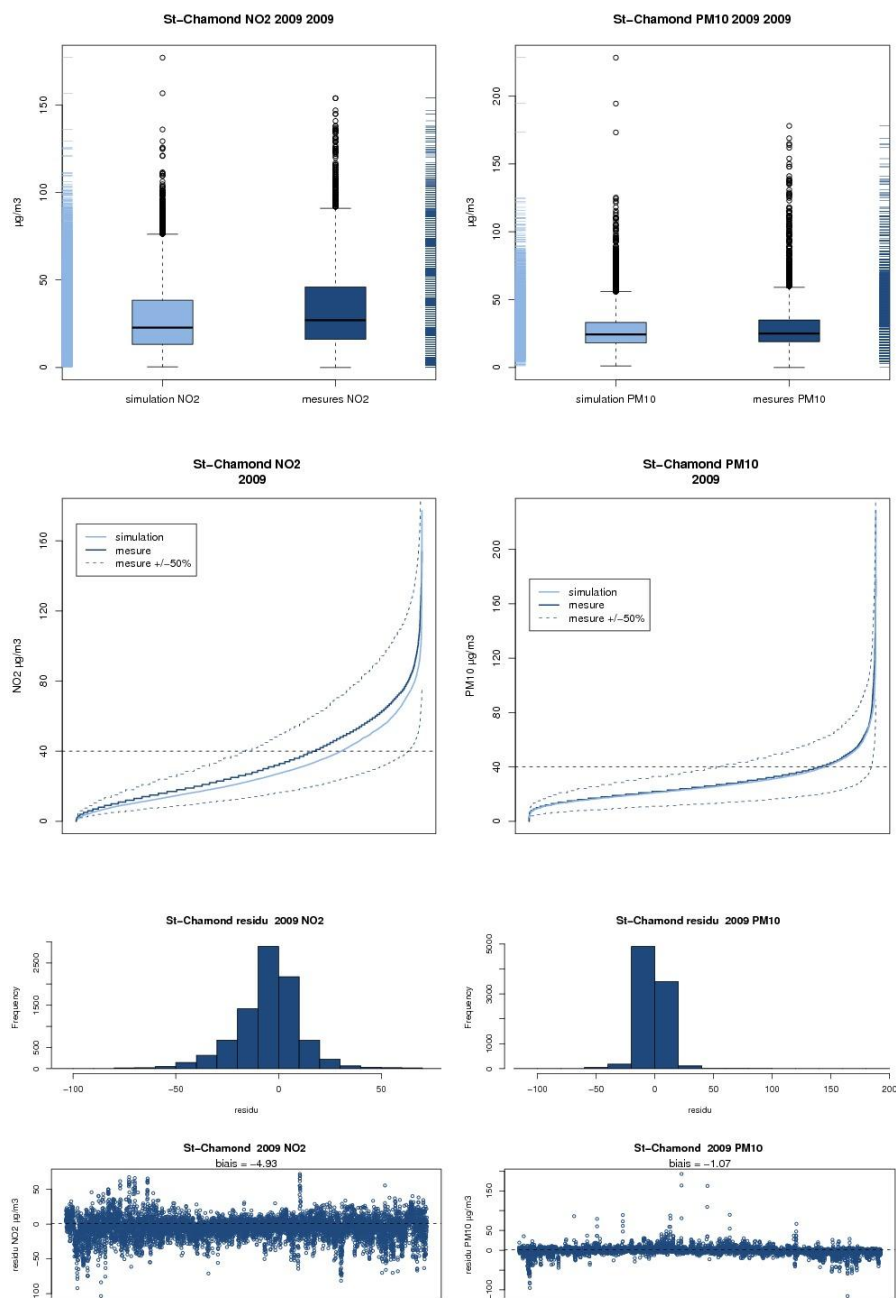 St−Chamond NO2 2009 2009
µg/m3
0
50
100
150
simulation NO2
mesures NO2
St−Chamond PM10 2009 2009
µg/m3
0
50
100
150
200
simulation PM10
mesures PM10
St−Chamond NO2
2009
NO2 µg/m3
0
40
80
120
160
simulation
mesure
mesure +/−50%
St−Chamond PM10
2009
PM10 µg/m3
0
40
80
120
160
200
simulation
mesure
mesure +/−50%
St−Chamond residu 2009 NO2
Frequency
0
500
1500
2500
−100
−50
0
50
residu
St−Chamond residu 2009 PM10
Frequency
0
1000
3000
5000
−100
−50
0
50
100
150
200
residu
St−Chamond 2009 NO2
biais = −4.93
residu NO2 µg/m3
50
0
−50
St−Chamond 2009 PM10
biais = −1.07
residu PM10 µg/m3
150
50
0
−100